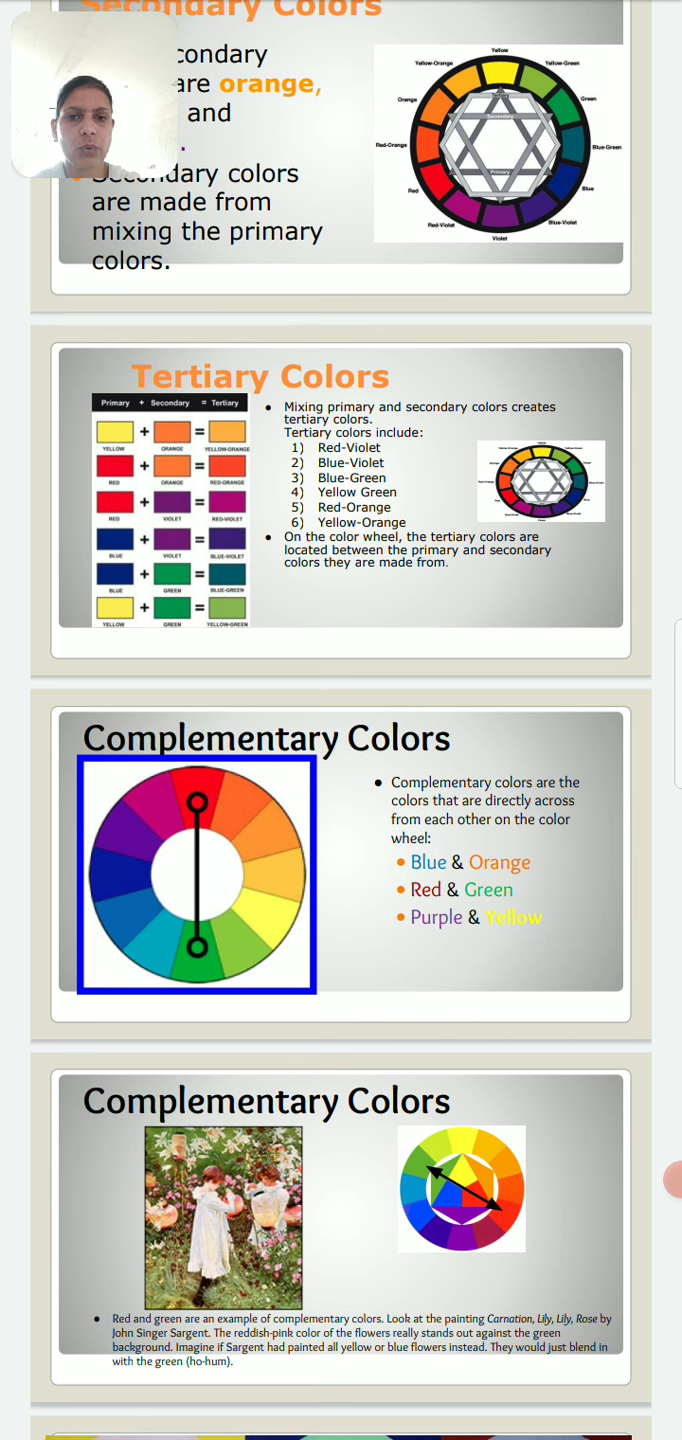 Secondary Colors
condary
are orange,
and
.
Secondary colors
are made from
mixing the primary
colors.
Yellow
Yellow-Orange
Yellow-Green
Orange
Green
Tertiary
Secondary
Red-Orange
Blue-Green
Primary
Red
Blue
Red-Violet
Blue-Violet
Violet
Tertiary Colors
Primary + Secondary = Tertiary
+ =
YELLOW ORANGE YELLOW-ORANGE
+ =
RED ORANGE RED-ORANGE
+ =
RED VIOLET RED-VIOLET
+ =
BLUE VIOLET BLUE-VIOLET
+ =
BLUE GREEN BLUE-GREEN
+ =
YELLOW GREEN YELLOW-GREEN
• Mixing primary and secondary colors creates
tertiary colors.
Tertiary colors include:
1) Red-Violet
2) Blue-Violet
3) Blue-Green
4) Yellow Green
5) Red-Orange
6) Yellow-Orange
• On the color wheel, the tertiary colors are
located between the primary and secondary
colors they are made from.
Complementary Colors
• Complementary colors are the
colors that are directly across
from each other on the color
wheel:
• Blue & Orange
• Red & Green
• Purple & Yellow
Complementary Colors
• Red and green are an example of complementary colors. Look at the painting Carnation, Lily, Lily, Rose by
John Singer Sargent. The reddish-pink color of the flowers really stands out against the green
background. Imagine if Sargent had painted all yellow or blue flowers instead. They would just blend in
with the green (ho-hum).